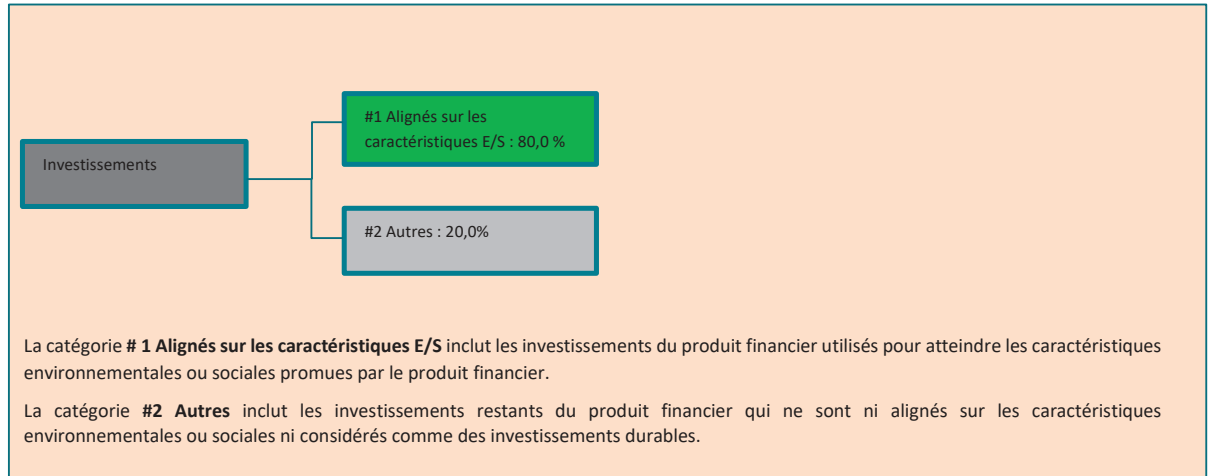 #1 Alignés sur les
caractéristiques E/S : 80,0 %
Investissements
#2 Autres : 20,0%
La catégorie # 1 Alignés sur les caractéristiques E/S inclut les investissements du produit financier utilisés pour atteindre les caractéristiques
environnementales ou sociales promues par le produit financier.
La catégorie #2 Autres inclut les investissements restants du produit financier qui ne sont ni alignés sur les caractéristiques
environnementales ou sociales ni considérés comme des investissements durables.